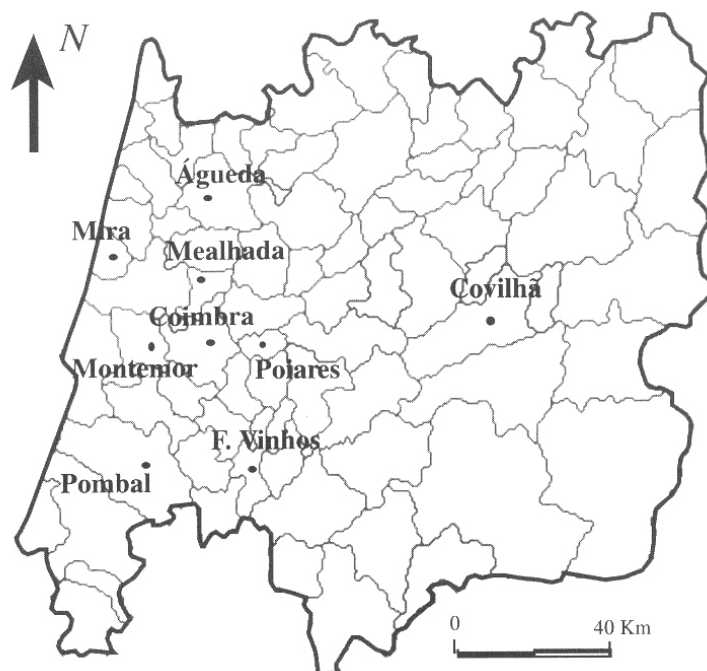 N
Águeda
Mira
Mealhada
Covilhã
Coimbra
Montemor
Poiares
F. Vinhos
Pombal
0 40 Km